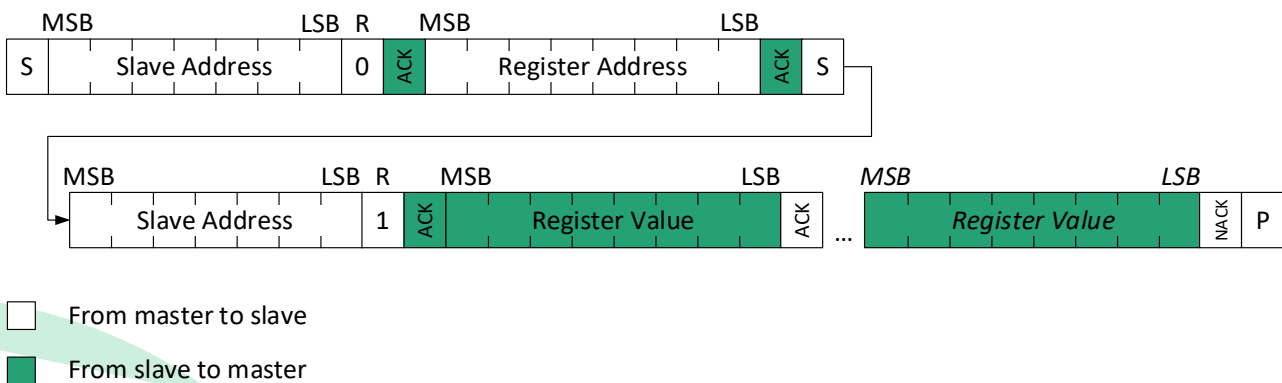 MSB LSB R MSB LSB
S Slave Address 0 ACK Register Address ACK S
MSB LSB R MSB LSB MSB LSB
Slave Address 1 ACK Register Value ACK ... Register Value NACK P
From master to slave
From slave to master